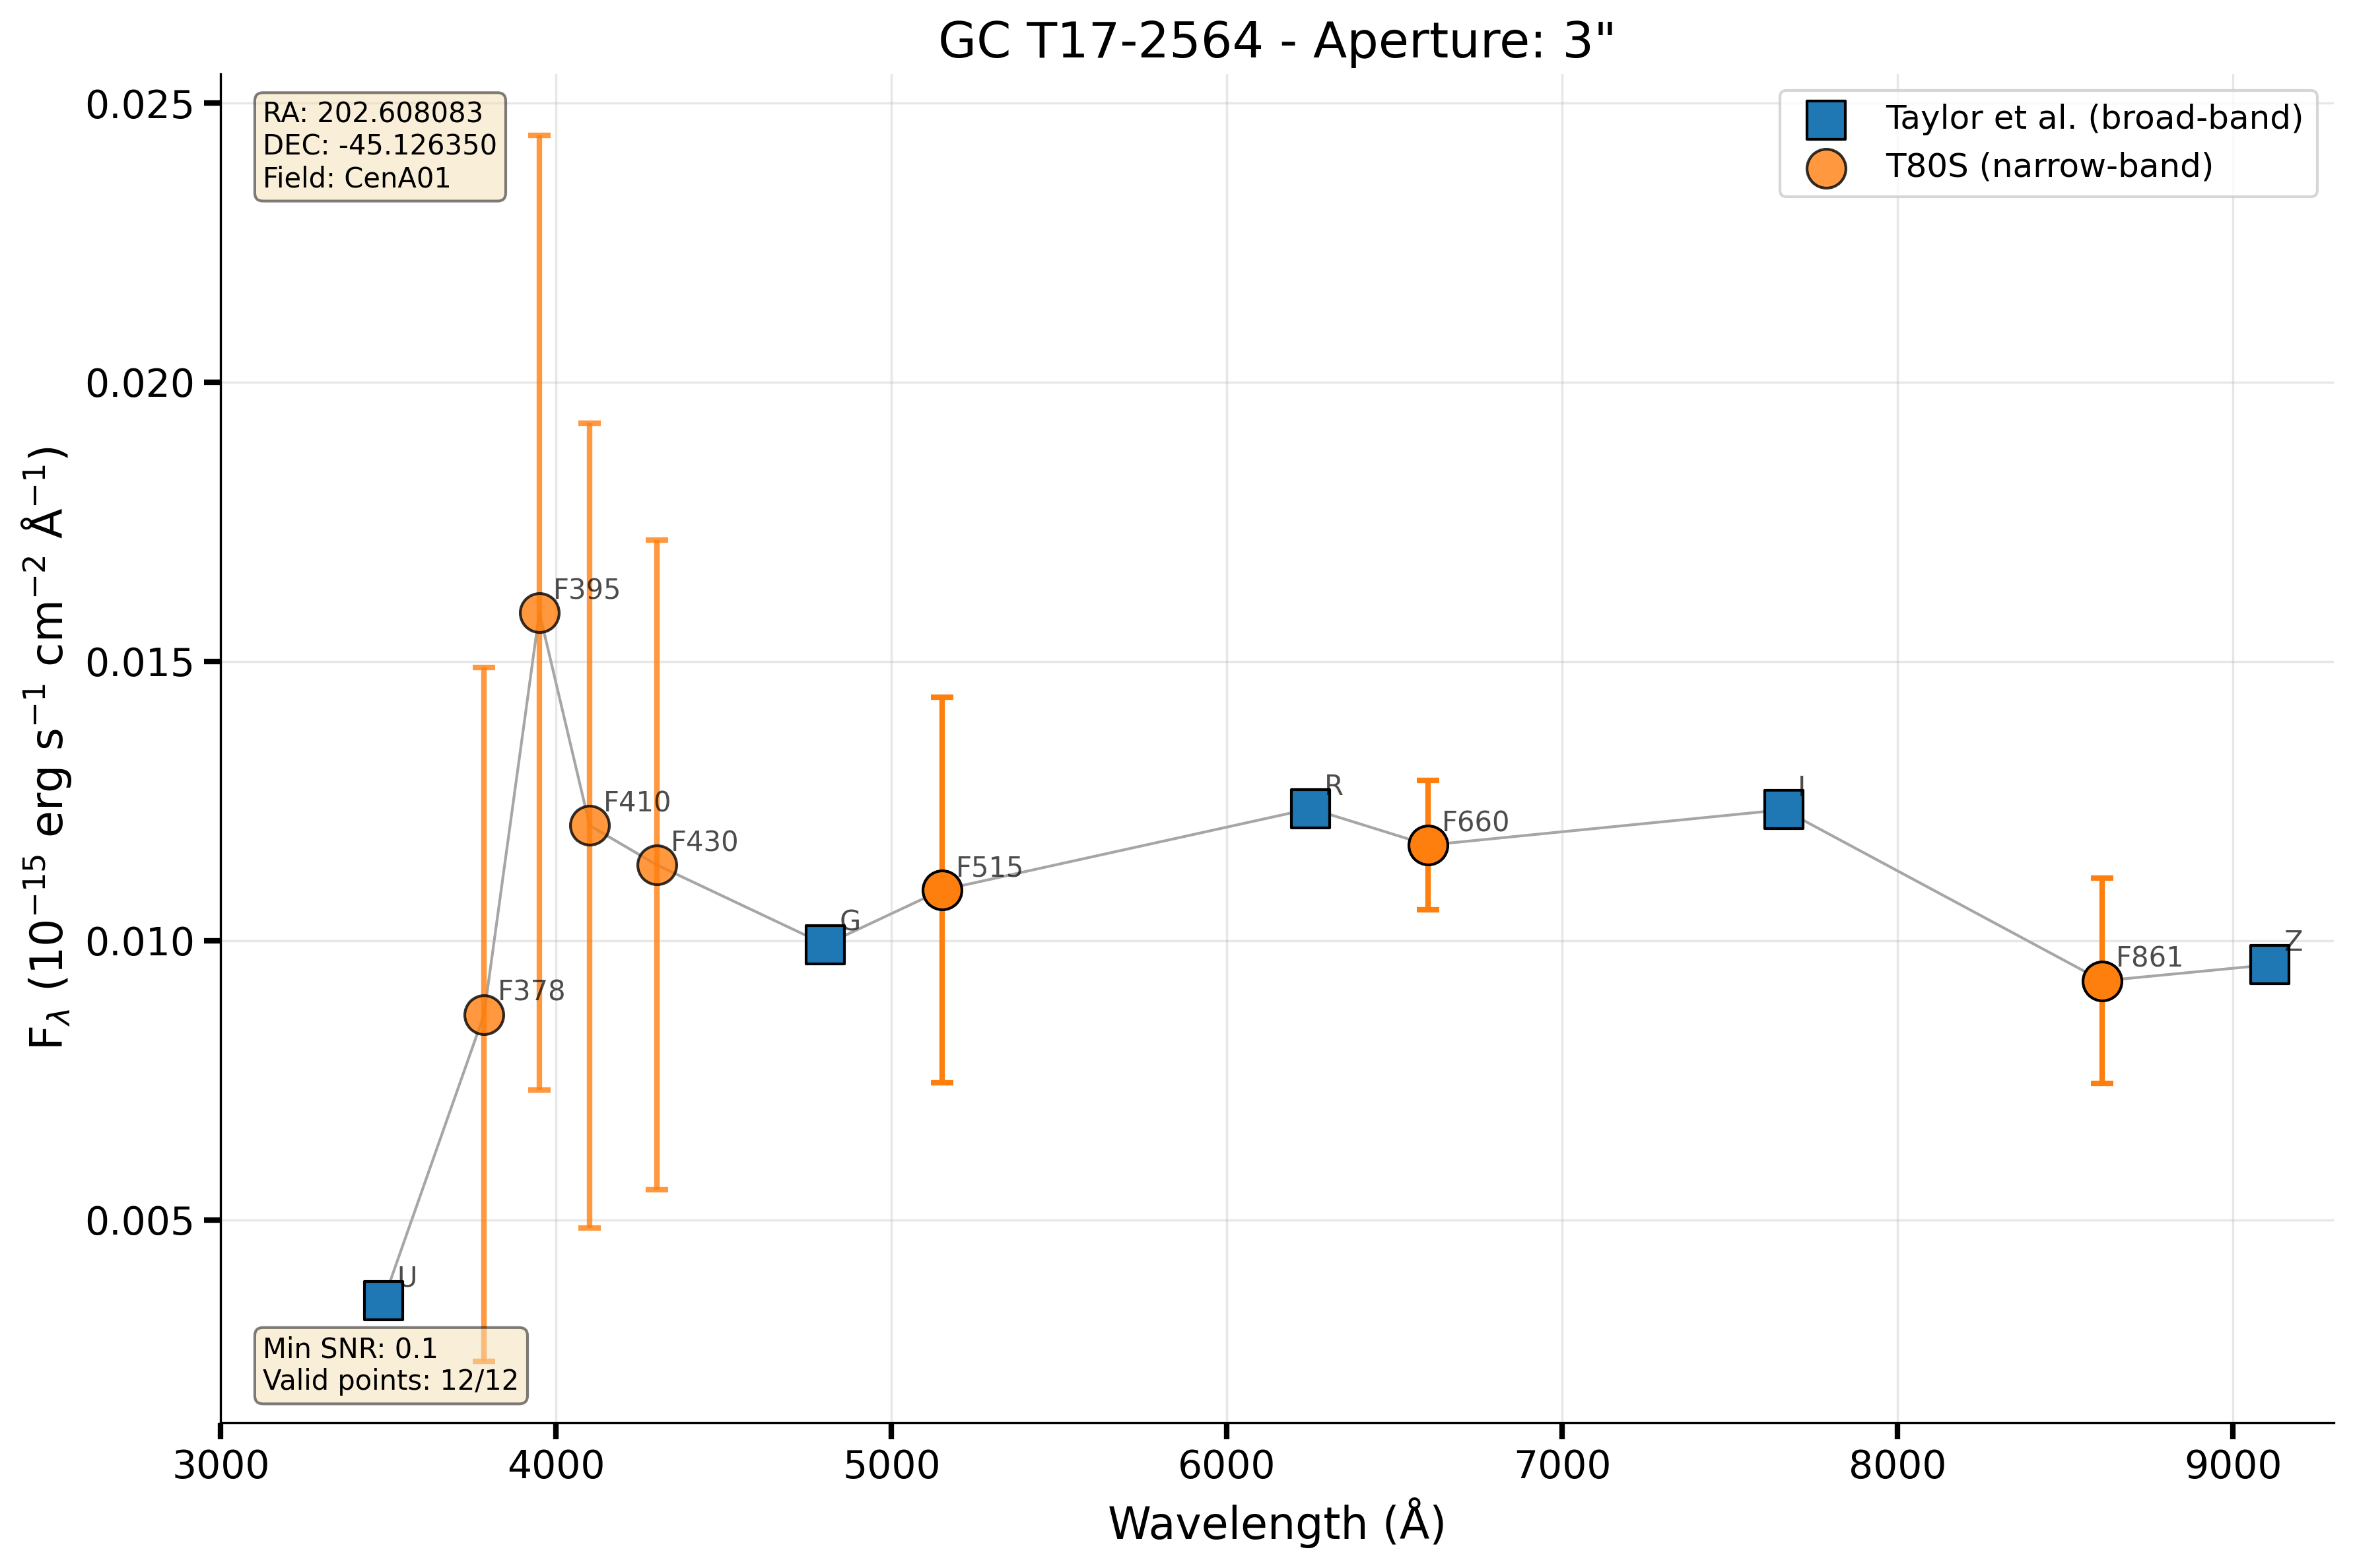 GC T17-2564 - Aperture: 3"
RA: 202.608083
DEC: -45.126350
Field: CenA01
Taylor et al. (broad-band)
T80S (narrow-band)
0.025
0.020
0.015
0.010
0.005
F_λ (10⁻¹⁵ erg s⁻¹ cm⁻² Å⁻¹)
F395
F410
F430
F378
G
F515
R
F660
I
F861
Z
U
Min SNR: 0.1
Valid points: 12/12
3000
4000
5000
6000
7000
8000
9000
Wavelength (Å)